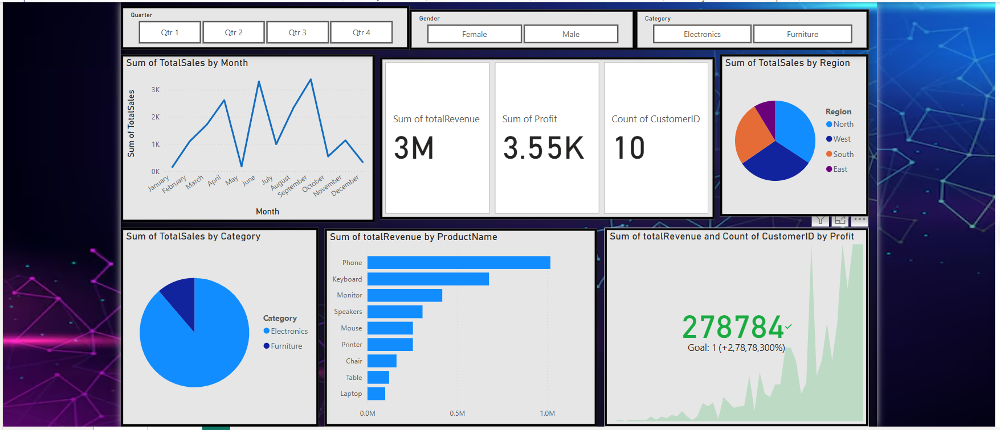 Quarter
Qtr 1
Qtr 2
Qtr 3
Qtr 4
Gender
Female
Male
Category
Electronics
Furniture
Sum of TotalSales by Month
Sum of TotalSales
3K
2K
1K
0K
January
February
March
April
May
June
July
August
September
October
November
December
Month
Sum of totalRevenue
3M
Sum of Profit
3.55K
Count of CustomerID
10
Sum of TotalSales by Region
Region
North
West
South
East
Sum of TotalSales by Category
Category
Electronics
Furniture
Sum of totalRevenue by ProductName
Phone
Keyboard
Monitor
Speakers
Mouse
Printer
Chair
Table
Laptop
0.0M
0.5M
1.0M
Sum of totalRevenue and Count of CustomerID by Profit
278784
Goal: 1 (+2,78,78,300%)